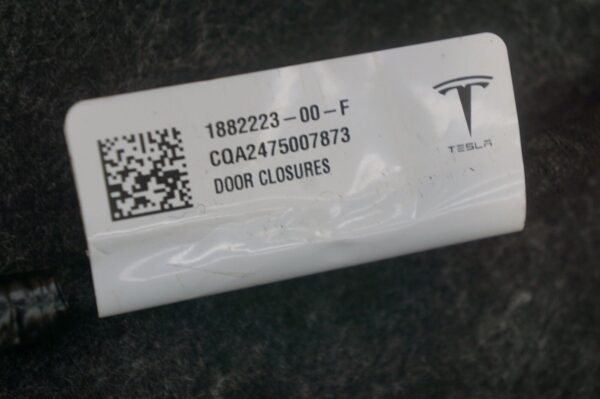 1882223-00-F
CQA2475007873
DOOR CLOSURES
TESLA